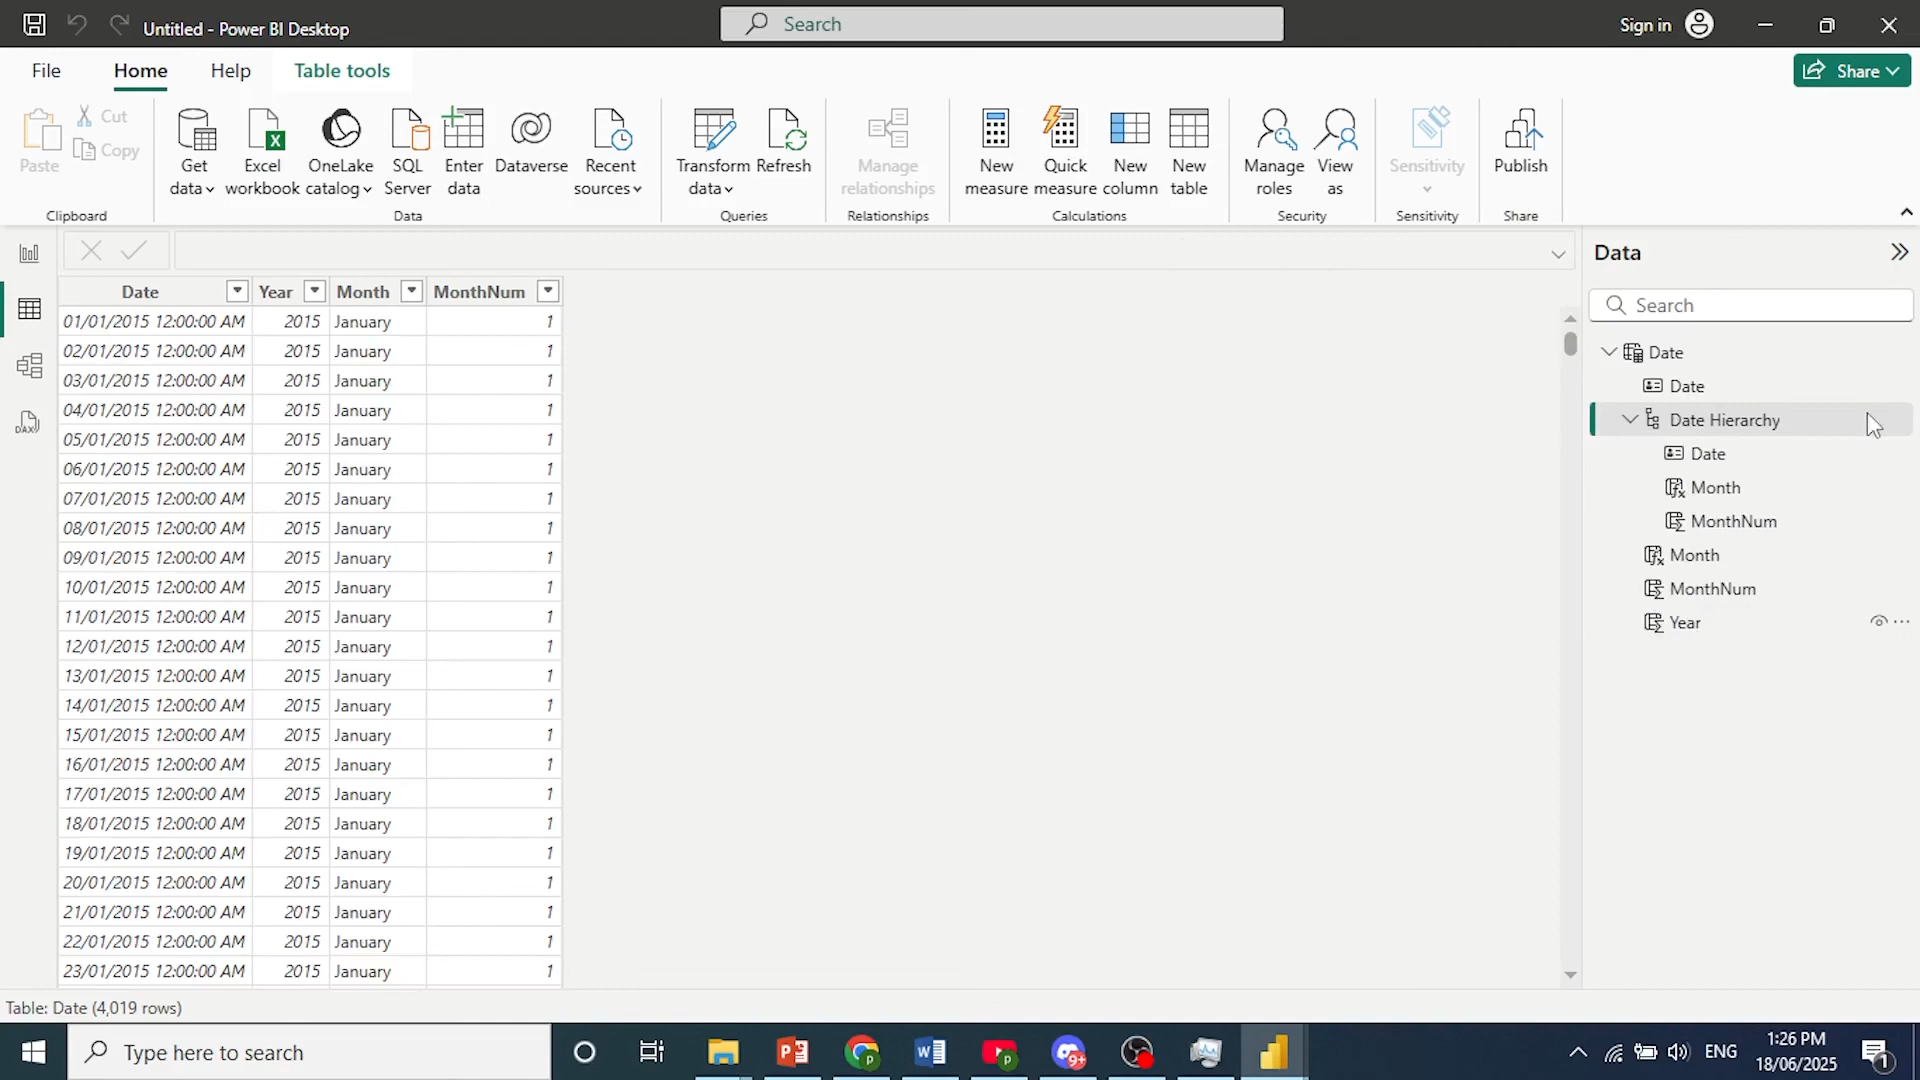 Untitled - Power BI Desktop
Search
Sign in
File
Home
Help
Table tools
Share
Paste
Cut
Copy
Get data
Excel workbook
OneLake catalog
SQL Server
Enter data
Dataverse
Recent sources
Transform data
Refresh
Manage relationships
New measure
Quick measure
New column
New table
Manage roles
View as
Sensitivity
Publish
Clipboard
Data
Queries
Relationships
Calculations
Security
Sensitivity
Share
Date Year Month MonthNum
01/01/2015 12:00:00 AM 2015 January 1
02/01/2015 12:00:00 AM 2015 January 1
03/01/2015 12:00:00 AM 2015 January 1
04/01/2015 12:00:00 AM 2015 January 1
05/01/2015 12:00:00 AM 2015 January 1
06/01/2015 12:00:00 AM 2015 January 1
07/01/2015 12:00:00 AM 2015 January 1
08/01/2015 12:00:00 AM 2015 January 1
09/01/2015 12:00:00 AM 2015 January 1
10/01/2015 12:00:00 AM 2015 January 1
11/01/2015 12:00:00 AM 2015 January 1
12/01/2015 12:00:00 AM 2015 January 1
13/01/2015 12:00:00 AM 2015 January 1
14/01/2015 12:00:00 AM 2015 January 1
15/01/2015 12:00:00 AM 2015 January 1
16/01/2015 12:00:00 AM 2015 January 1
17/01/2015 12:00:00 AM 2015 January 1
18/01/2015 12:00:00 AM 2015 January 1
19/01/2015 12:00:00 AM 2015 January 1
20/01/2015 12:00:00 AM 2015 January 1
21/01/2015 12:00:00 AM 2015 January 1
22/01/2015 12:00:00 AM 2015 January 1
23/01/2015 12:00:00 AM 2015 January 1
Data
Search
Date
Date
Date Hierarchy
Date
Month
MonthNum
Month
MonthNum
Year
Table: Date (4,019 rows)
Type here to search
9+
ENG
1:26 PM
18/06/2025
1